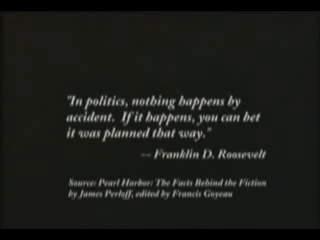 "In politics, nothing happens by
accident. If it happens, you can bet
it was planned that way."
-- Franklin D. Roosevelt
Source: Pearl Harbor: The Facts Behind the Fiction
by James Perloff, edited by Francis Guyeau